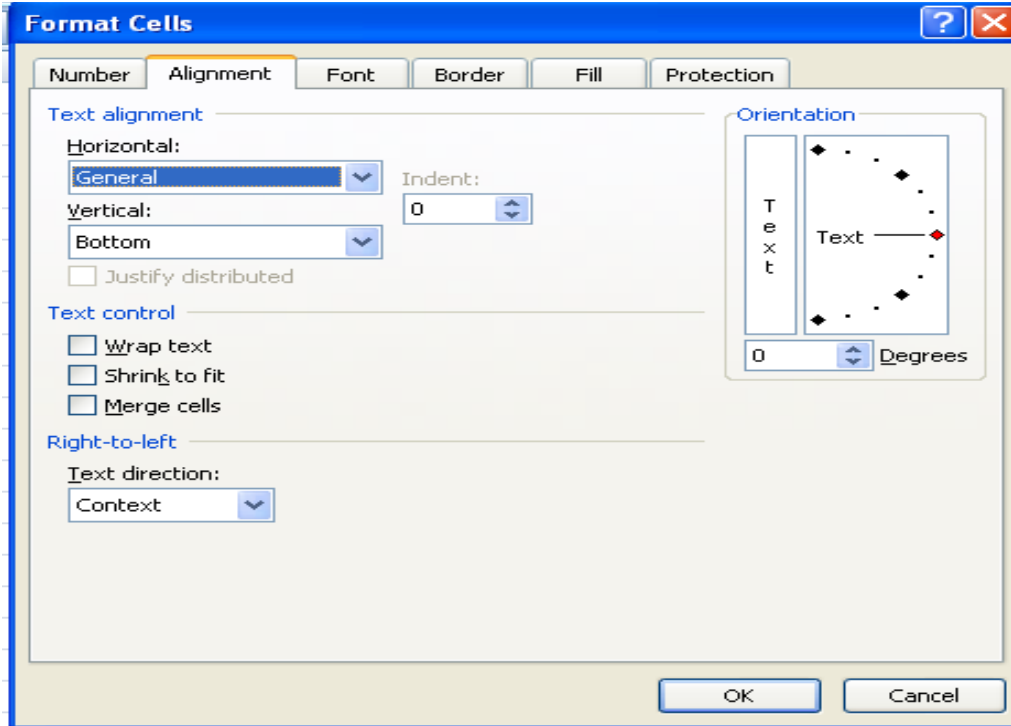 Format Cells
Number Alignment Font Border Fill Protection
Text alignment
Horizontal:
General
Indent:
0
Vertical:
Bottom
Justify distributed
Text control
Wrap text
Shrink to fit
Merge cells
Right-to-left
Text direction:
Context
Orientation
Text
Text
0 Degrees
OK Cancel